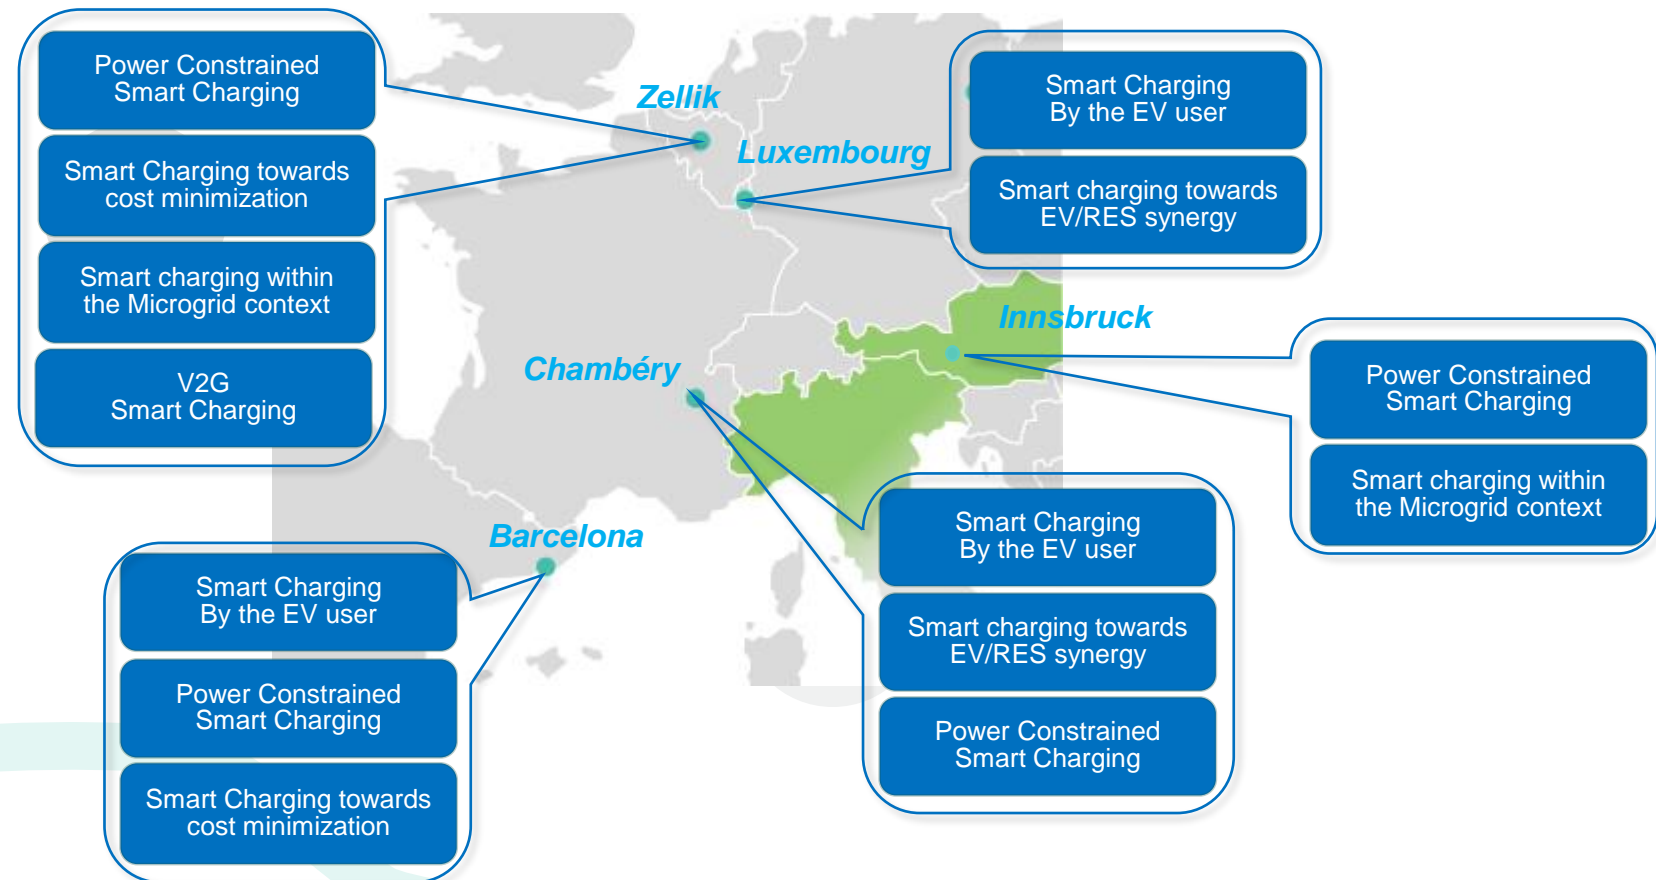 Power Constrained
Smart Charging
Smart Charging towards
cost minimization
Smart charging within
the Microgrid context
V2G
Smart Charging
Zellik
Luxembourg
Smart Charging
By the EV user
Smart charging towards
EV/RES synergy
Innsbruck
Power Constrained
Smart Charging
Smart charging within
the Microgrid context
Chambéry
Smart Charging
By the EV user
Smart charging towards
EV/RES synergy
Power Constrained
Smart Charging
Barcelona
Smart Charging
By the EV user
Power Constrained
Smart Charging
Smart Charging towards
cost minimization